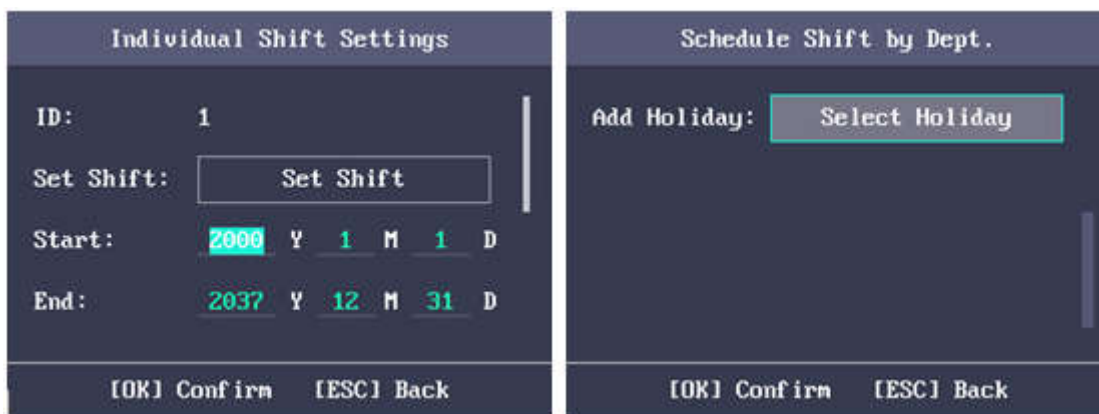 Individual Shift Settings
ID: 1
Set Shift: Set Shift
Start: 2000 Y 1 M 1 D
End: 2037 Y 12 M 31 D
[OK] Confirm [ESC] Back
Schedule Shift by Dept.
Add Holiday: Select Holiday
[OK] Confirm [ESC] Back